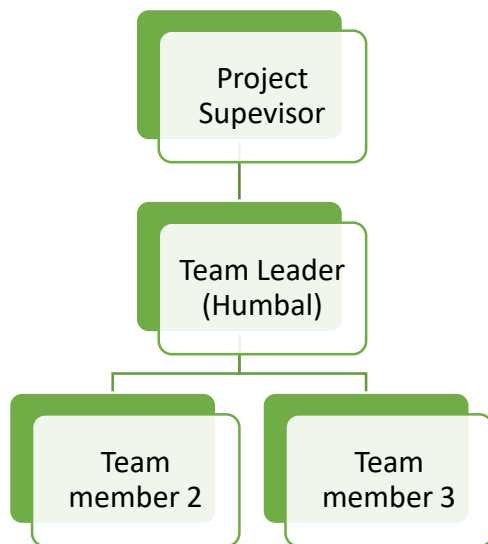 Project
Supevisor
Team Leader
(Humbal)
Team
member 2
Team
member 3